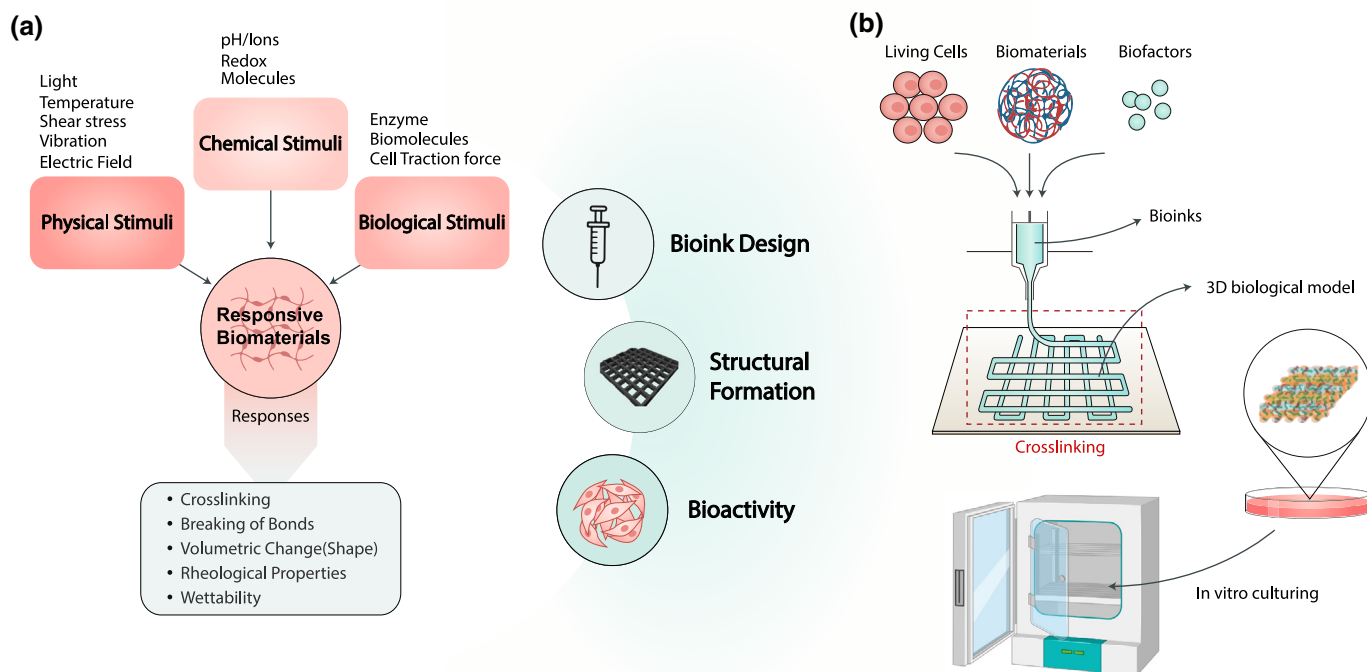 (a)
pH/Ions
Redox
Molecules
Light
Temperature
Shear stress
Vibration
Electric Field
Chemical Stimuli
Enzyme
Biomolecules
Cell Traction force
Physical Stimuli
Biological Stimuli
Responsive
Biomaterials
Responses
• Crosslinking
• Breaking of Bonds
• Volumetric Change(Shape)
• Rheological Properties
• Wettability
Bioink Design
Structural
Formation
Bioactivity
(b)
Living Cells
Biomaterials
Biofactors
Bioinks
3D biological model
Crosslinking
In vitro culturing